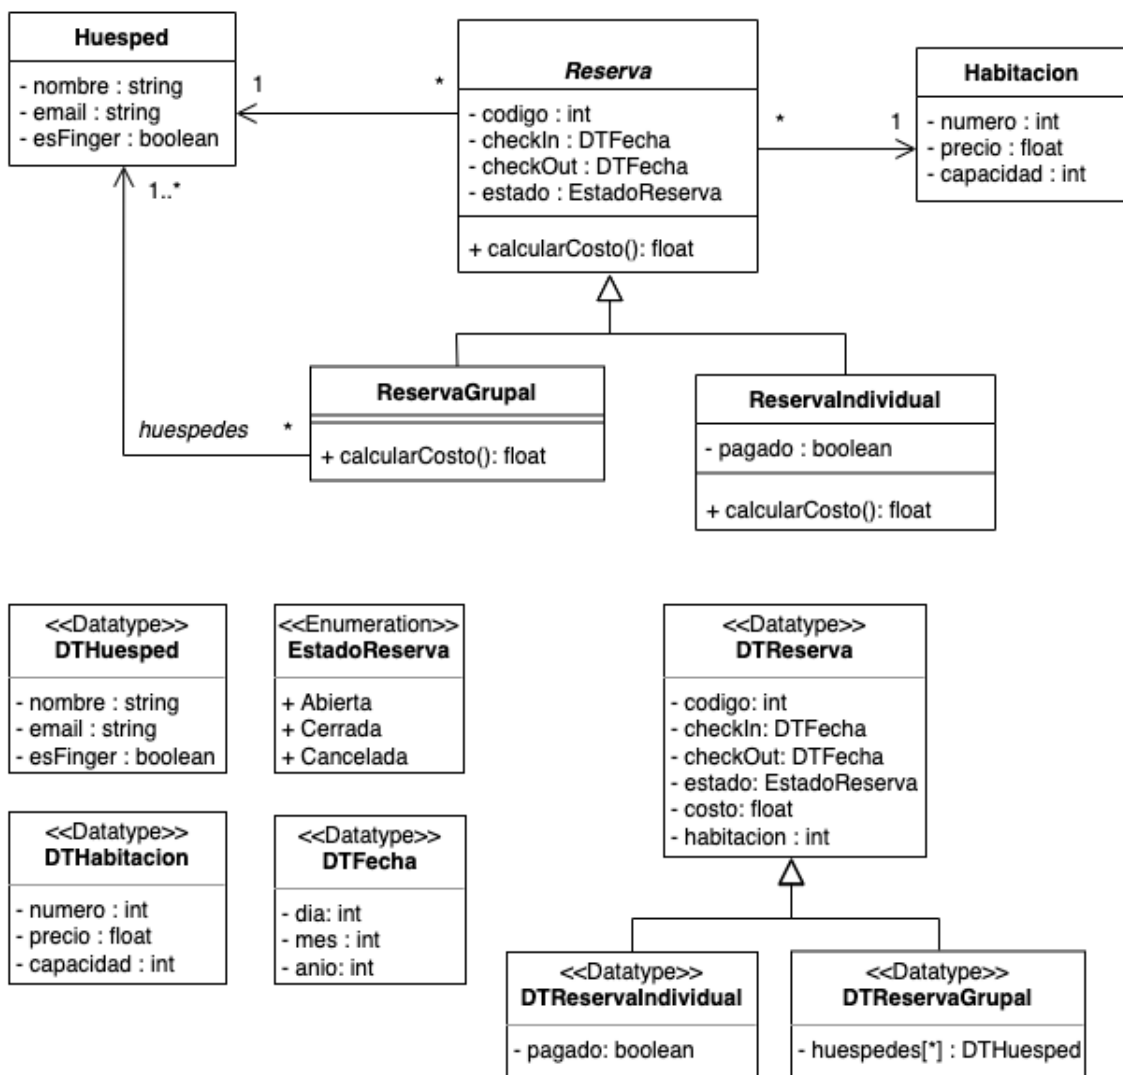 Huesped
- nombre : string
- email : string
- esFinger : boolean
1
*
Reserva
- codigo : int
- checkIn : DTFecha
- checkOut : DTFecha
- estado : EstadoReserva
+ calcularCosto(): float
*
1
Habitacion
- numero : int
- precio : float
- capacidad : int
1..*
huespedes
*
ReservaGrupal
+ calcularCosto(): float
ReservaIndividual
- pagado : boolean
+ calcularCosto(): float
<<Datatype>>
DTHuesped
- nombre : string
- email : string
- esFinger : boolean
<<Enumeration>>
EstadoReserva
+ Abierta
+ Cerrada
+ Cancelada
<<Datatype>>
DTReserva
- codigo: int
- checkIn: DTFecha
- checkOut: DTFecha
- estado: EstadoReserva
- costo: float
- habitacion : int
<<Datatype>>
DTHabitacion
- numero : int
- precio : float
- capacidad : int
<<Datatype>>
DTFecha
- dia: int
- mes : int
- anio: int
<<Datatype>>
DTReservaIndividual
- pagado: boolean
<<Datatype>>
DTReservaGrupal
- huespedes[*] : DTHuesped